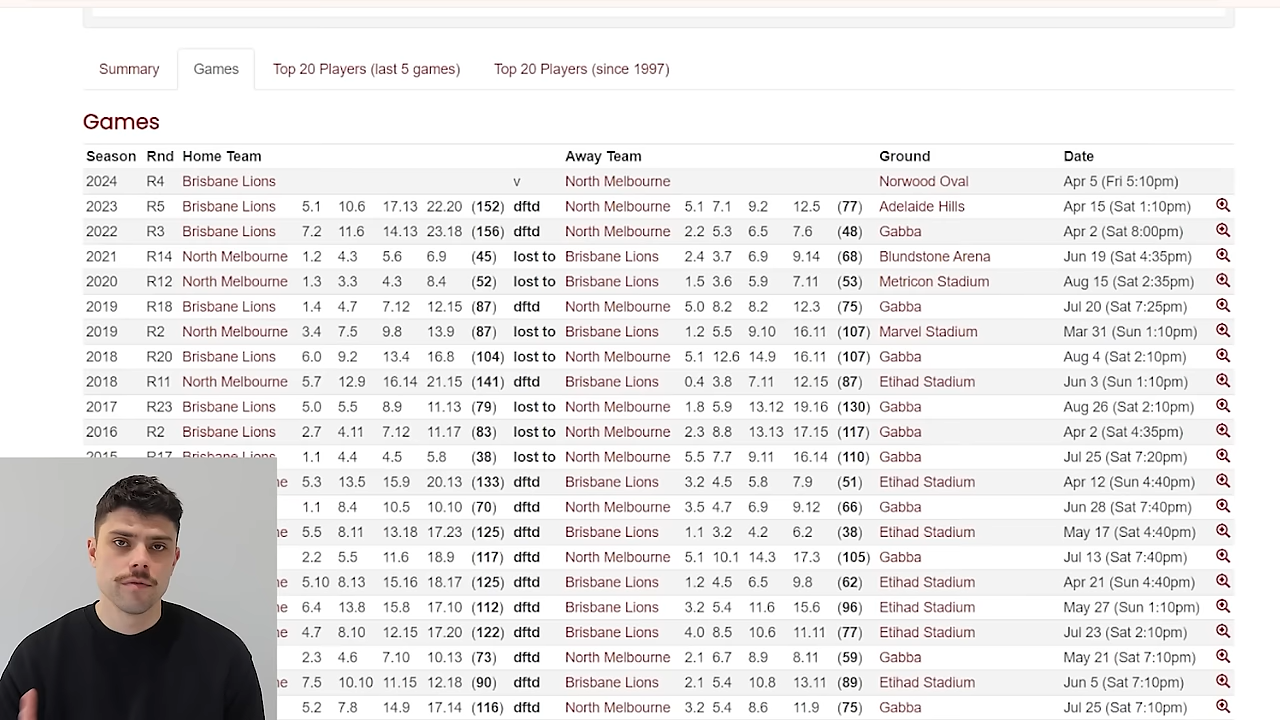 Summary Games Top 20 Players (last 5 games) Top 20 Players (since 1997)
Games
Season Rnd Home Team Away Team Ground Date
2024 R4 Brisbane Lions v North Melbourne Norwood Oval Apr 5 (Fri 5:10pm)
2023 R5 Brisbane Lions 5.1 10.6 17.13 22.20 (152) dftd North Melbourne 5.1 7.1 9.2 12.5 (77) Adelaide Hills Apr 15 (Sat 1:10pm)
2022 R3 Brisbane Lions 7.2 11.6 14.13 23.18 (156) dftd North Melbourne 2.2 5.3 6.5 7.6 (48) Gabba Apr 2 (Sat 8:00pm)
2021 R14 North Melbourne 1.2 4.3 5.6 6.9 (45) lost to Brisbane Lions 2.4 3.7 6.9 9.14 (68) Blundstone Arena Jun 19 (Sat 4:35pm)
2020 R12 North Melbourne 1.3 3.3 4.3 8.4 (52) lost to Brisbane Lions 1.5 3.6 5.9 7.11 (53) Metricon Stadium Aug 15 (Sat 2:35pm)
2019 R18 Brisbane Lions 1.4 4.7 7.12 12.15 (87) dftd North Melbourne 5.0 8.2 8.2 12.3 (75) Gabba Jul 20 (Sat 7:25pm)
2019 R2 North Melbourne 3.4 7.5 9.8 13.9 (87) lost to Brisbane Lions 1.2 5.5 9.10 16.11 (107) Marvel Stadium Mar 31 (Sun 1:10pm)
2018 R20 Brisbane Lions 6.0 9.2 13.4 16.8 (104) lost to North Melbourne 5.1 12.6 14.9 16.11 (107) Gabba Aug 4 (Sat 2:10pm)
2018 R11 North Melbourne 5.7 12.9 16.14 21.15 (141) dftd Brisbane Lions 0.4 3.8 7.11 12.15 (87) Etihad Stadium Jun 3 (Sun 1:10pm)
2017 R23 Brisbane Lions 5.0 5.5 8.9 11.13 (79) lost to North Melbourne 1.8 5.9 13.12 19.16 (130) Gabba Aug 26 (Sat 2:10pm)
2016 R2 Brisbane Lions 2.7 4.11 7.12 11.17 (83) lost to North Melbourne 2.3 8.8 13.13 17.15 (117) Gabba Apr 2 (Sat 4:35pm)
2015 R17 Brisbane Lions 1.1 4.4 4.5 5.8 (38) lost to North Melbourne 5.5 7.7 9.11 16.14 (110) Gabba Jul 25 (Sat 7:20pm)
5.3 13.5 15.9 20.13 (133) dftd Brisbane Lions 3.2 4.5 5.8 7.9 (51) Etihad Stadium Apr 12 (Sun 4:40pm)
1.1 8.4 10.5 10.10 (70) dftd North Melbourne 3.5 4.7 6.9 9.12 (66) Gabba Jun 28 (Sat 7:40pm)
5.5 8.11 13.18 17.23 (125) dftd Brisbane Lions 1.1 3.2 4.2 6.2 (38) Etihad Stadium May 17 (Sat 4:40pm)
2.2 5.5 11.6 18.9 (117) dftd North Melbourne 5.1 10.1 14.3 17.3 (105) Gabba Jul 13 (Sat 7:40pm)
5.10 8.13 15.16 18.17 (125) dftd Brisbane Lions 1.2 4.5 6.5 9.8 (62) Etihad Stadium Apr 21 (Sun 4:40pm)
6.4 13.8 15.8 17.10 (112) dftd Brisbane Lions 3.2 5.4 11.6 15.6 (96) Etihad Stadium May 27 (Sun 1:10pm)
4.7 8.10 12.15 17.20 (122) dftd Brisbane Lions 4.0 8.5 10.6 11.11 (77) Etihad Stadium Jul 23 (Sat 2:10pm)
2.3 4.6 7.10 10.13 (73) dftd North Melbourne 2.1 6.7 8.9 8.11 (59) Gabba May 21 (Sat 7:10pm)
7.5 10.10 11.15 12.18 (90) dftd Brisbane Lions 2.1 5.4 10.8 13.11 (89) Etihad Stadium Jun 5 (Sat 7:10pm)
5.2 7.8 14.9 17.14 (116) dftd North Melbourne 3.2 5.4 8.6 11.9 (75) Gabba Jul 25 (Sat 7:10pm)